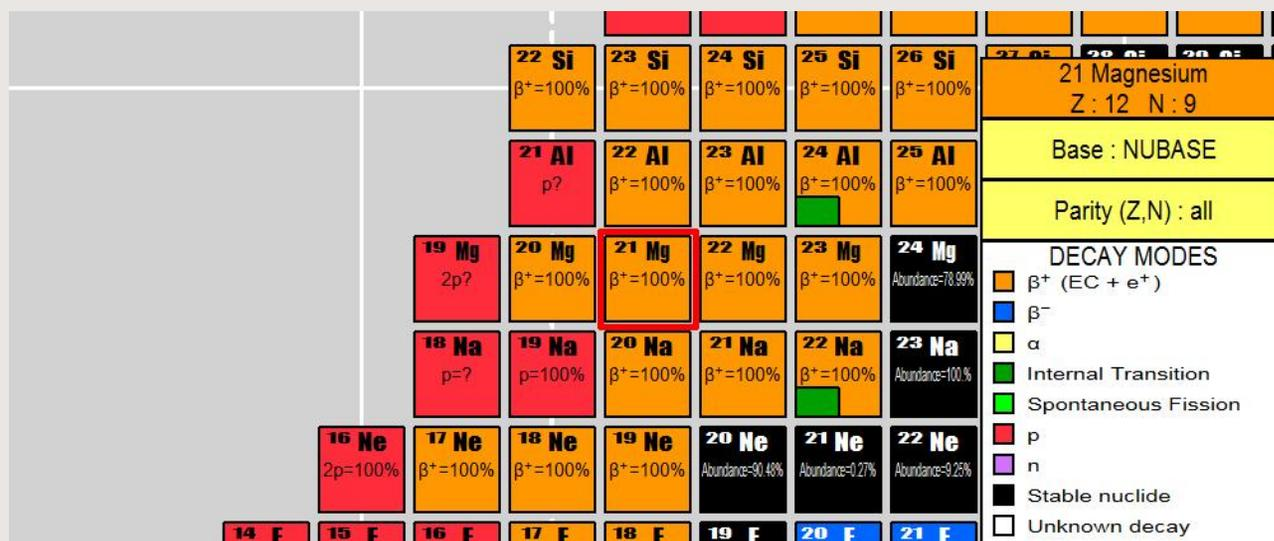 22 Si 23 Si 24 Si 25 Si 26 Si 27 Si 28 Si 29 Si
β+=100% β+=100% β+=100% β+=100% β+=100%
21 Magnesium
Z : 12 N : 9
21 Al 22 Al 23 Al 24 Al 25 Al
p? β+=100% β+=100% β+=100% β+=100%
Base : NUBASE
Parity (Z,N) : all
19 Mg 20 Mg 21 Mg 22 Mg 23 Mg 24 Mg
2p? β+=100% β+=100% β+=100% β+=100% Abundance=78.99%
18 Na 19 Na 20 Na 21 Na 22 Na 23 Na
p=? p=100% β+=100% β+=100% β+=100% Abundance=100.%
16 Ne 17 Ne 18 Ne 19 Ne 20 Ne 21 Ne 22 Ne
2p=100% β+=100% β+=100% β+=100% Abundance=90.48% Abundance=0.27% Abundance=9.25%
14 F 15 F 16 F 17 F 18 F 19 F 20 F 21 F
DECAY MODES
β+ (EC + e+)
β−
α
Internal Transition
Spontaneous Fission
p
n
Stable nuclide
Unknown decay